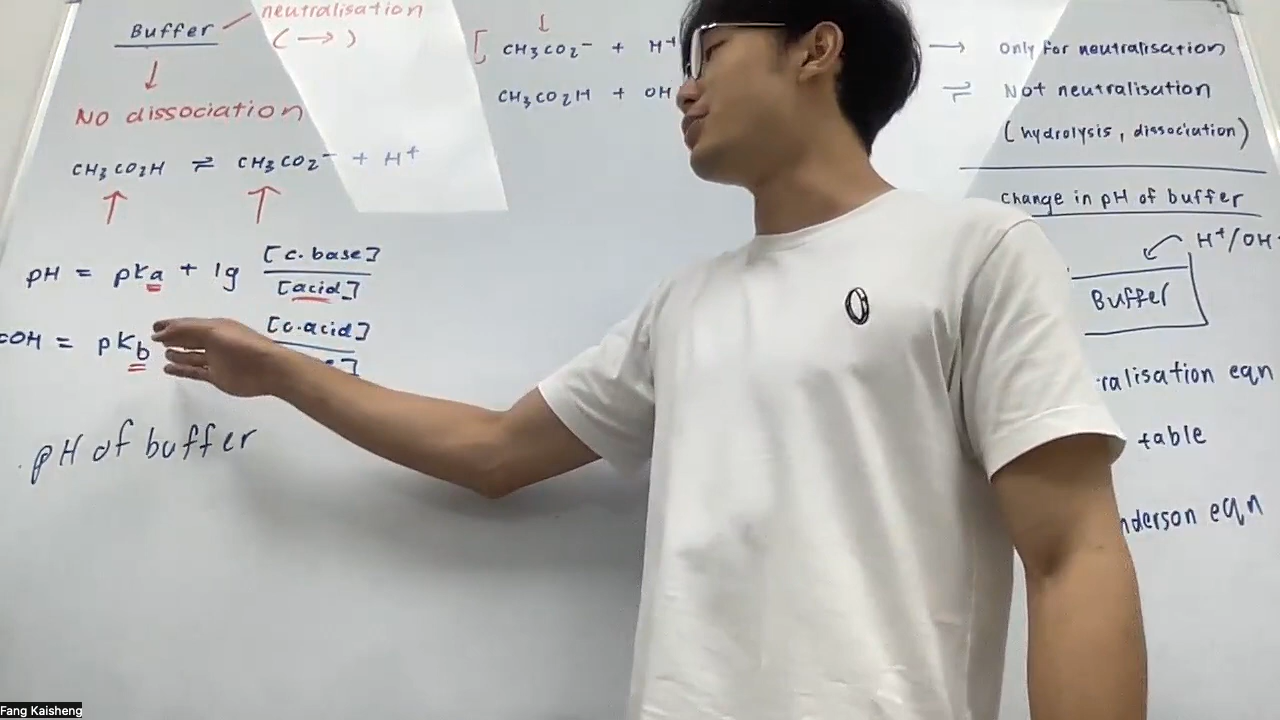 Buffer
neutralisation
( → )
↓
No dissociation
CH3CO2H ⇌ CH3CO2⁻ + H⁺
↑ ↑
pH = pKa + lg [c.base]
[acid]
OH = pKb [c.acid]
]
pH of buffer
↓
[ CH3CO2⁻ + H⁺
CH3CO2H + OH
→ Only for neutralisation
⇌ Not neutralisation
(hydrolysis, dissociation)
change in pH of buffer
H⁺/OH
Buffer
ralisation eqn
table
nderson eqn
Fang Kaisheng